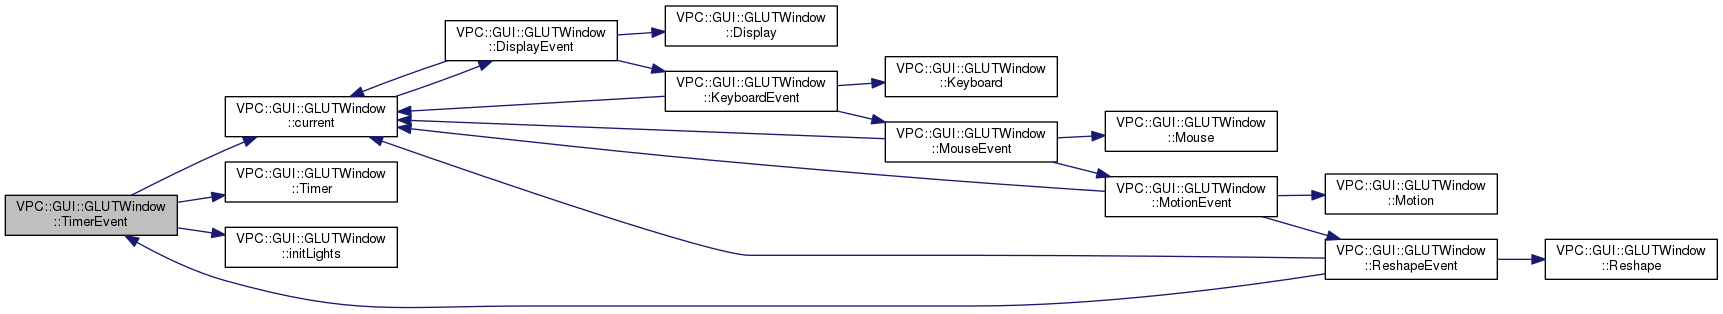 VPC::GUI::GLUTWindow
::TimerEvent
VPC::GUI::GLUTWindow
::current
VPC::GUI::GLUTWindow
::Timer
VPC::GUI::GLUTWindow
::initLights
VPC::GUI::GLUTWindow
::DisplayEvent
VPC::GUI::GLUTWindow
::Display
VPC::GUI::GLUTWindow
::KeyboardEvent
VPC::GUI::GLUTWindow
::Keyboard
VPC::GUI::GLUTWindow
::MouseEvent
VPC::GUI::GLUTWindow
::Mouse
VPC::GUI::GLUTWindow
::MotionEvent
VPC::GUI::GLUTWindow
::Motion
VPC::GUI::GLUTWindow
::ReshapeEvent
VPC::GUI::GLUTWindow
::Reshape